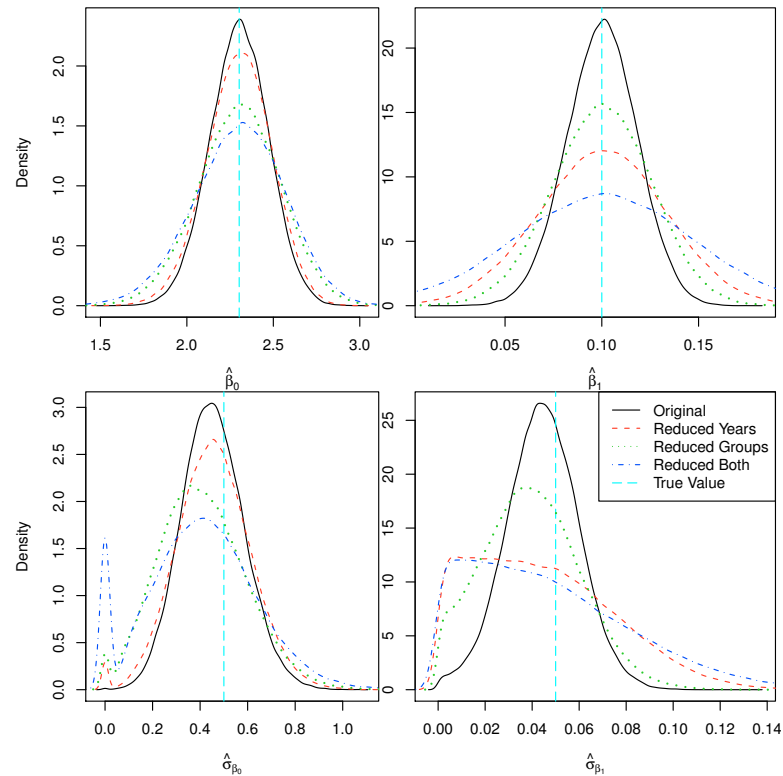 Density
0.0 0.5 1.0 1.5 2.0
1.5 2.0 2.5 3.0
β̂0
0 5 10 15 20
0.05 0.10 0.15
β̂1
Density
0.0 0.5 1.0 1.5 2.0 2.5 3.0
0.0 0.2 0.4 0.6 0.8 1.0
σ̂β0
0 5 10 15 20 25
0.00 0.02 0.04 0.06 0.08 0.10 0.12 0.14
σ̂β1
Original
Reduced Years
Reduced Groups
Reduced Both
True Value